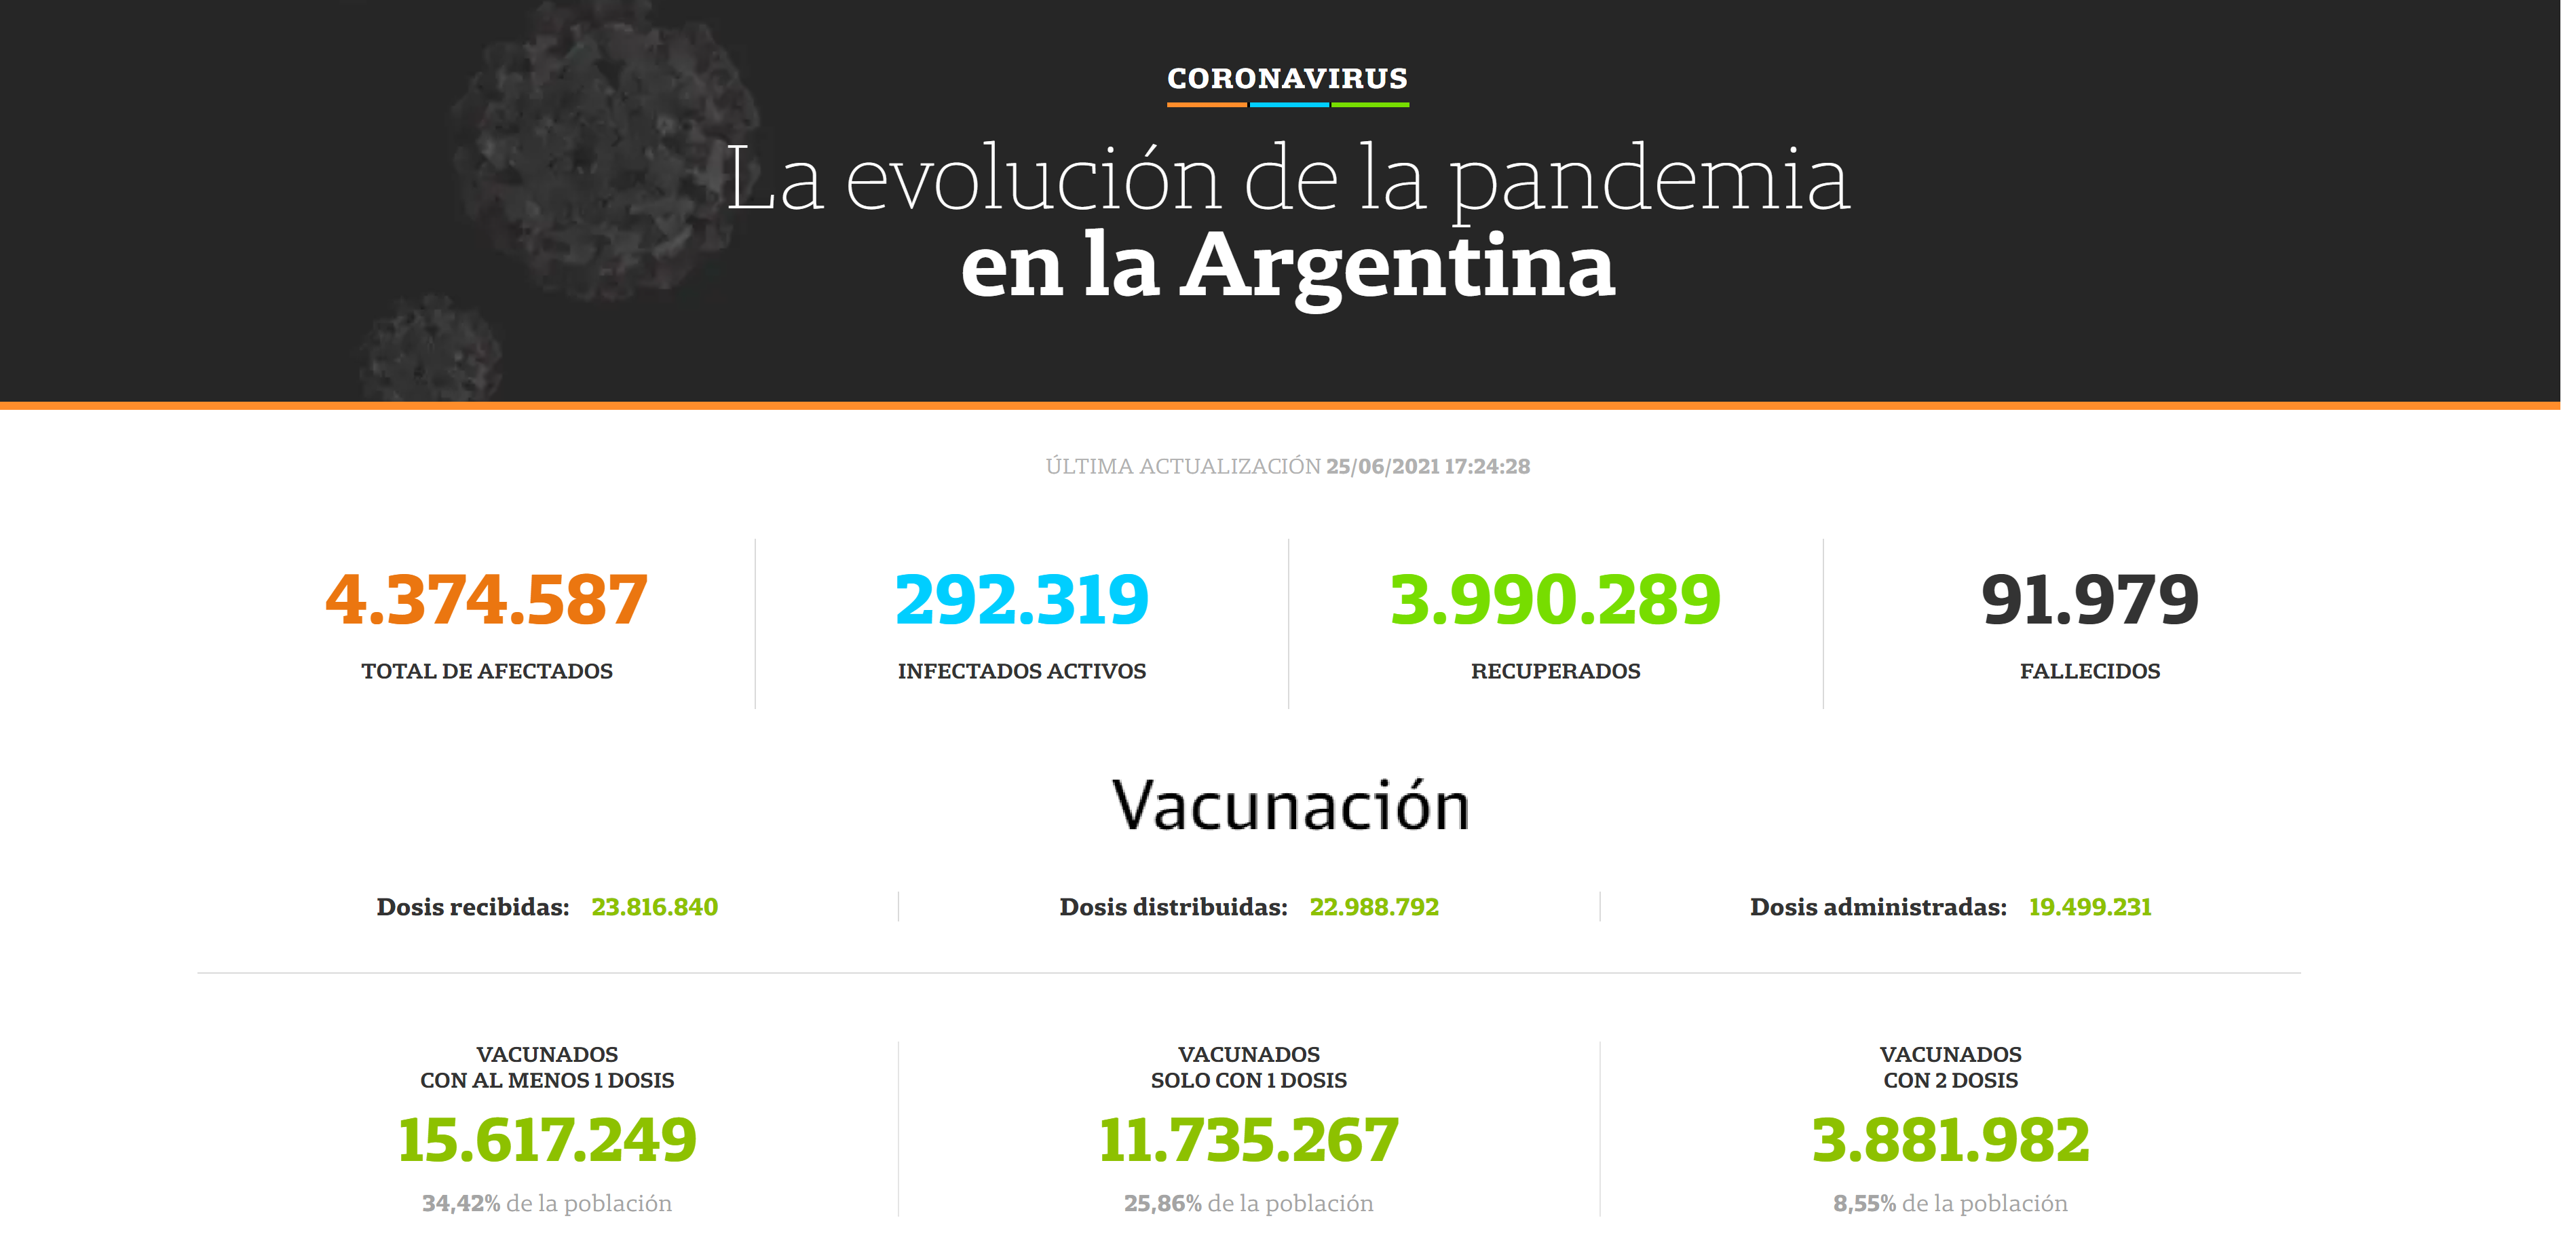 CORONAVIRUS
La evolución de la pandemia
en la Argentina
ÚLTIMA ACTUALIZACIÓN 25/06/2021 17:24:28
4.374.587
TOTAL DE AFECTADOS
292.319
INFECTADOS ACTIVOS
3.990.289
RECUPERADOS
91.979
FALLECIDOS
Vacunación
Dosis recibidas: 23.816.840
Dosis distribuidas: 22.988.792
Dosis administradas: 19.499.231
VACUNADOS
CON AL MENOS 1 DOSIS
15.617.249
34,42% de la población
VACUNADOS
SOLO CON 1 DOSIS
11.735.267
25,86% de la población
VACUNADOS
CON 2 DOSIS
3.881.982
8,55% de la población